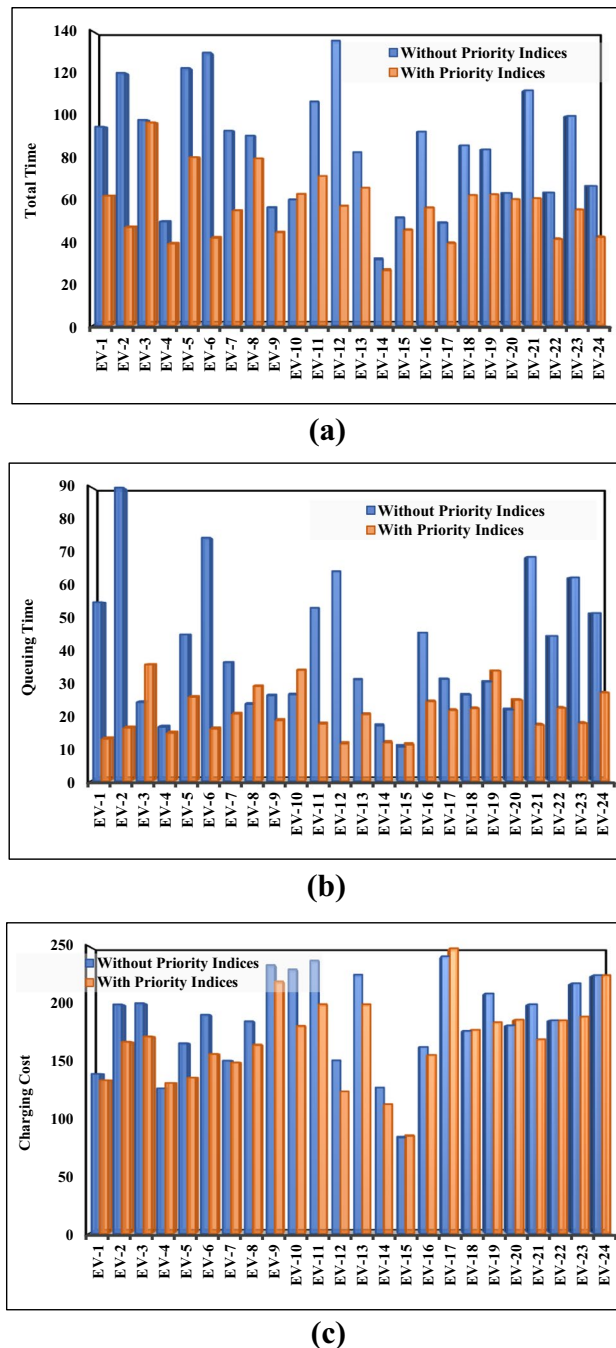 140
120
100
80
60
40
20
0
Total Time
Without Priority Indices
With Priority Indices
EV-1
EV-2
EV-3
EV-4
EV-5
EV-6
EV-7
EV-8
EV-9
EV-10
EV-11
EV-12
EV-13
EV-14
EV-15
EV-16
EV-17
EV-18
EV-19
EV-20
EV-21
EV-22
EV-23
EV-24
(a)
90
80
70
60
50
40
30
20
10
0
Queuing Time
Without Priority Indices
With Priority Indices
EV-1
EV-2
EV-3
EV-4
EV-5
EV-6
EV-7
EV-8
EV-9
EV-10
EV-11
EV-12
EV-13
EV-14
EV-15
EV-16
EV-17
EV-18
EV-19
EV-20
EV-21
EV-22
EV-23
EV-24
(b)
250
200
150
100
50
0
Charging Cost
Without Priority Indices
With Priority Indices
EV-1
EV-2
EV-3
EV-4
EV-5
EV-6
EV-7
EV-8
EV-9
EV-10
EV-11
EV-12
EV-13
EV-14
EV-15
EV-16
EV-17
EV-18
EV-19
EV-20
EV-21
EV-22
EV-23
EV-24
(c)